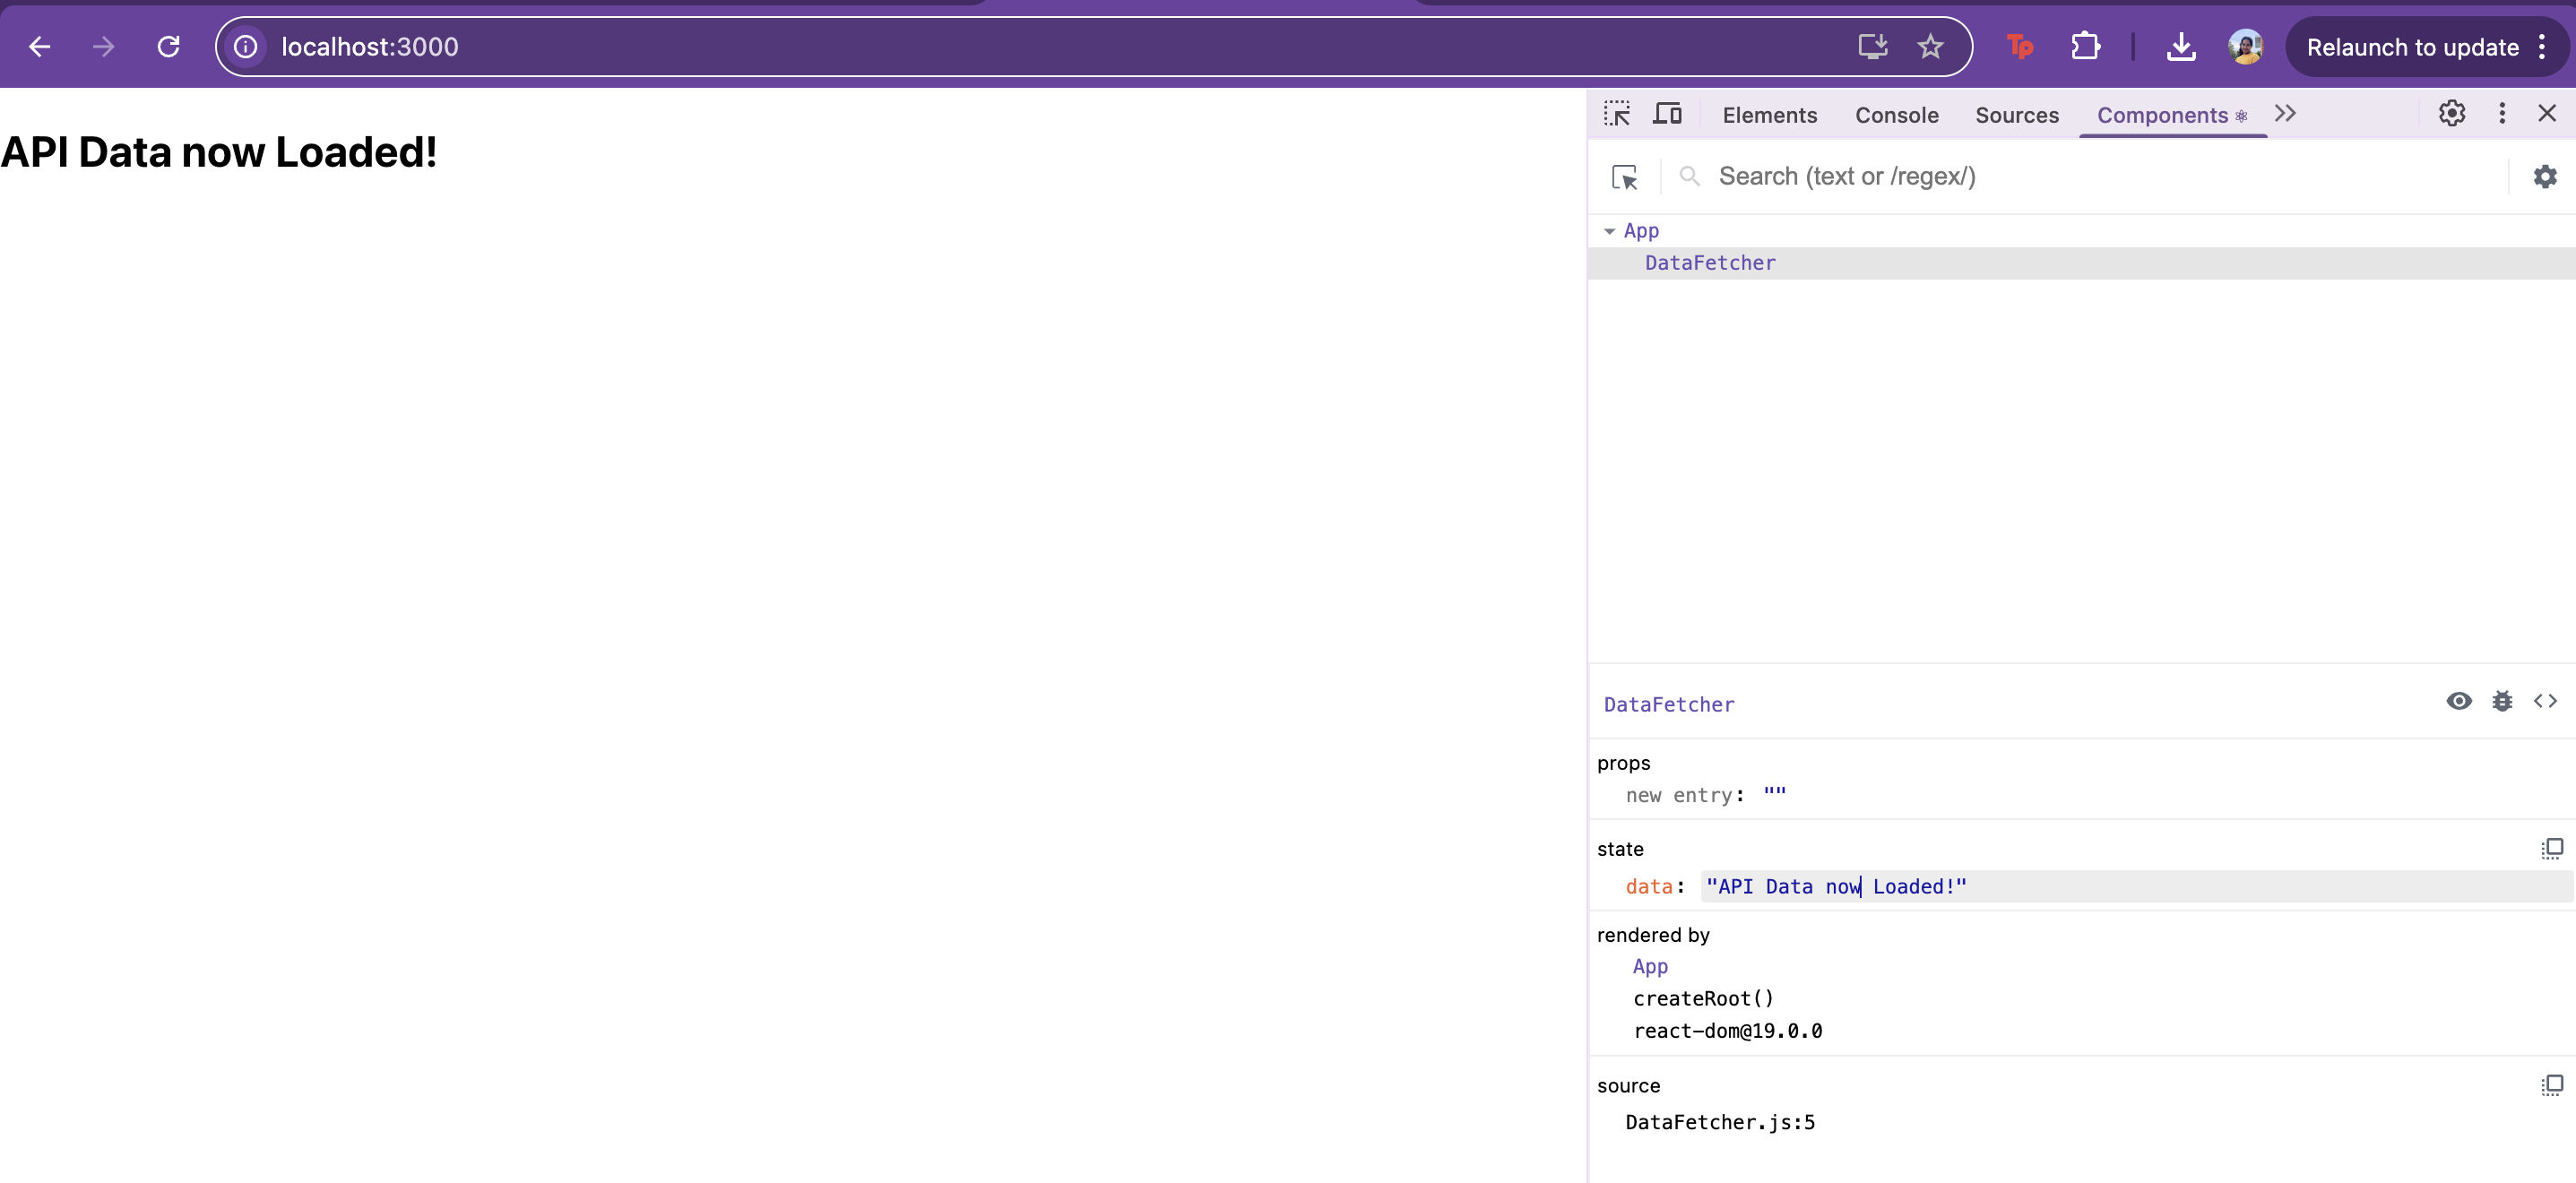 localhost:3000
Tp
Relaunch to update
API Data now Loaded!
Elements Console Sources Components
Search (text or /regex/)
App
DataFetcher
DataFetcher
props
new entry: ""
state
data: "API Data now Loaded!"
rendered by
App
createRoot()
react-dom@19.0.0
source
DataFetcher.js:5